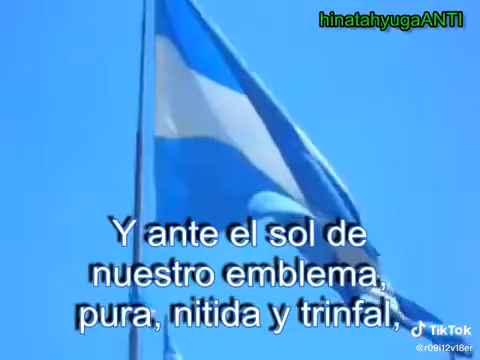 hinatahyugaANTI
Y ante el sol de
nuestro emblema,
pura, nitida y trinfal,
TikTok
@r09i12v18er